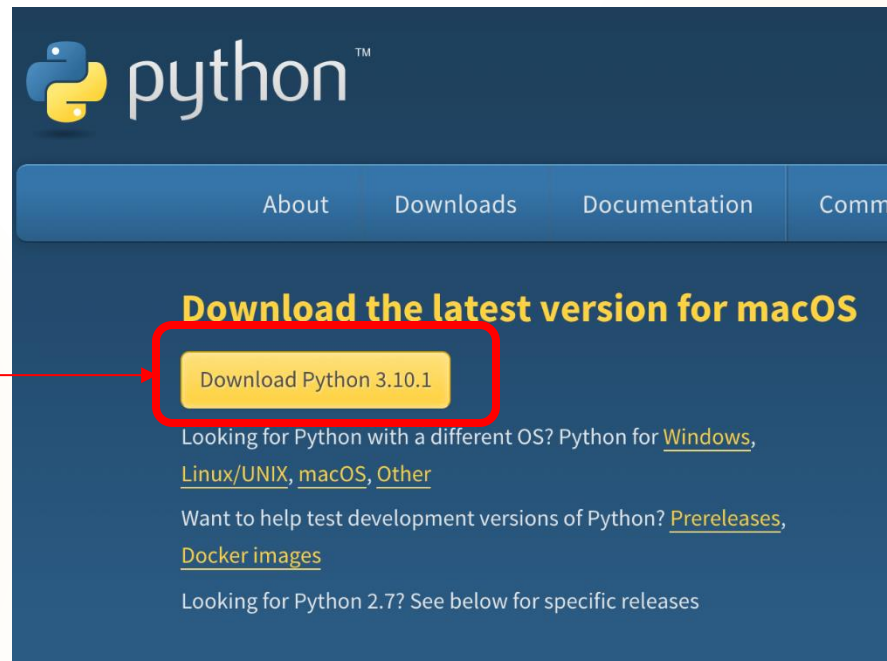 python™
About Downloads Documentation
Download the latest version for macOS
Download Python 3.10.1
Looking for Python with a different OS? Python for Windows,
Linux/UNIX, macOS, Other
Want to help test development versions of Python? Prereleases,
Docker images
Looking for Python 2.7? See below for specific releases